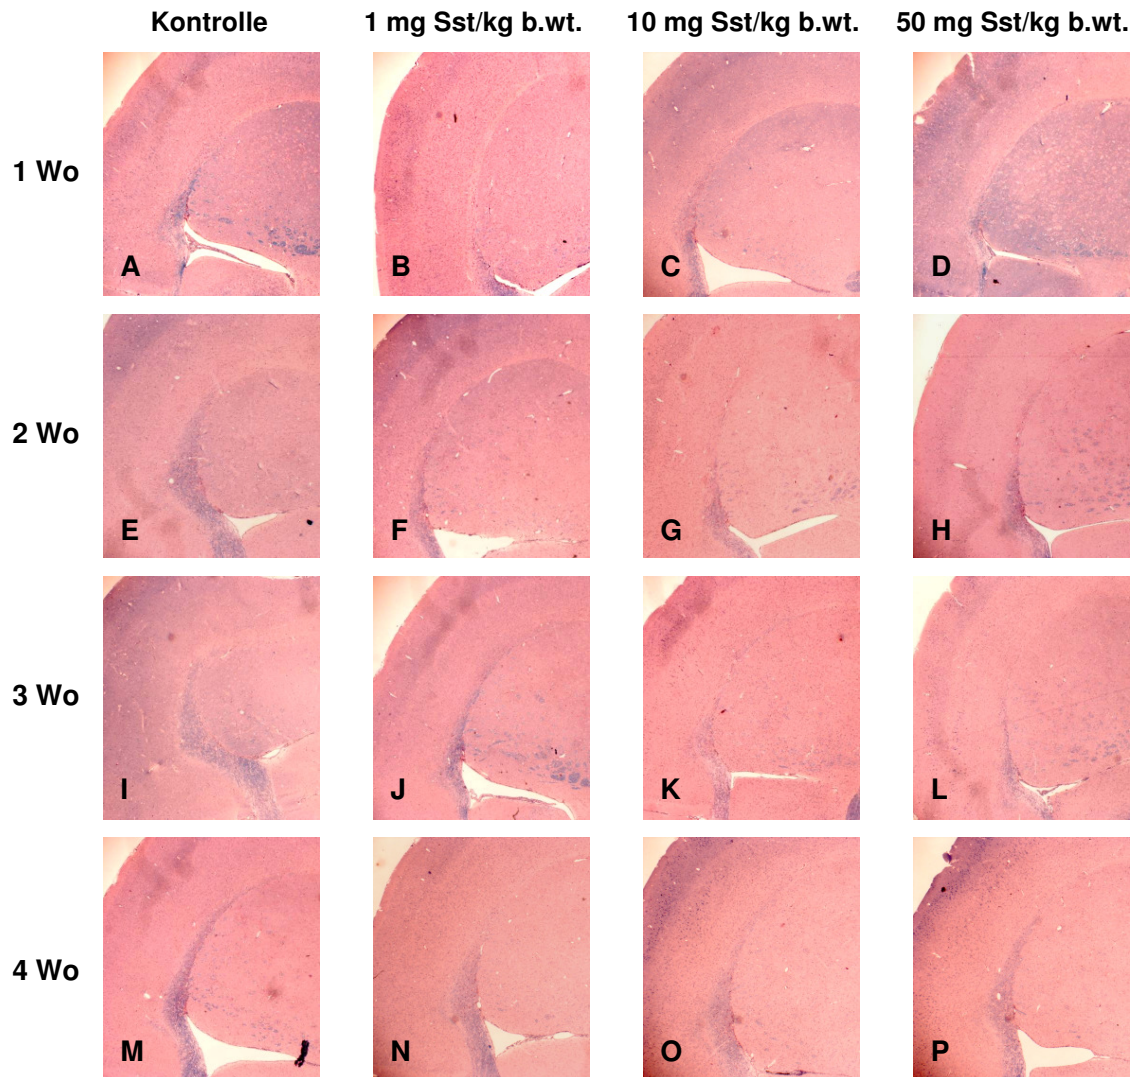 Kontrolle 1 mg Sst/kg b.wt. 10 mg Sst/kg b.wt. 50 mg Sst/kg b.wt.
1 Wo
A B C D
2 Wo
E F G H
3 Wo
I J K L
4 Wo
M N O P